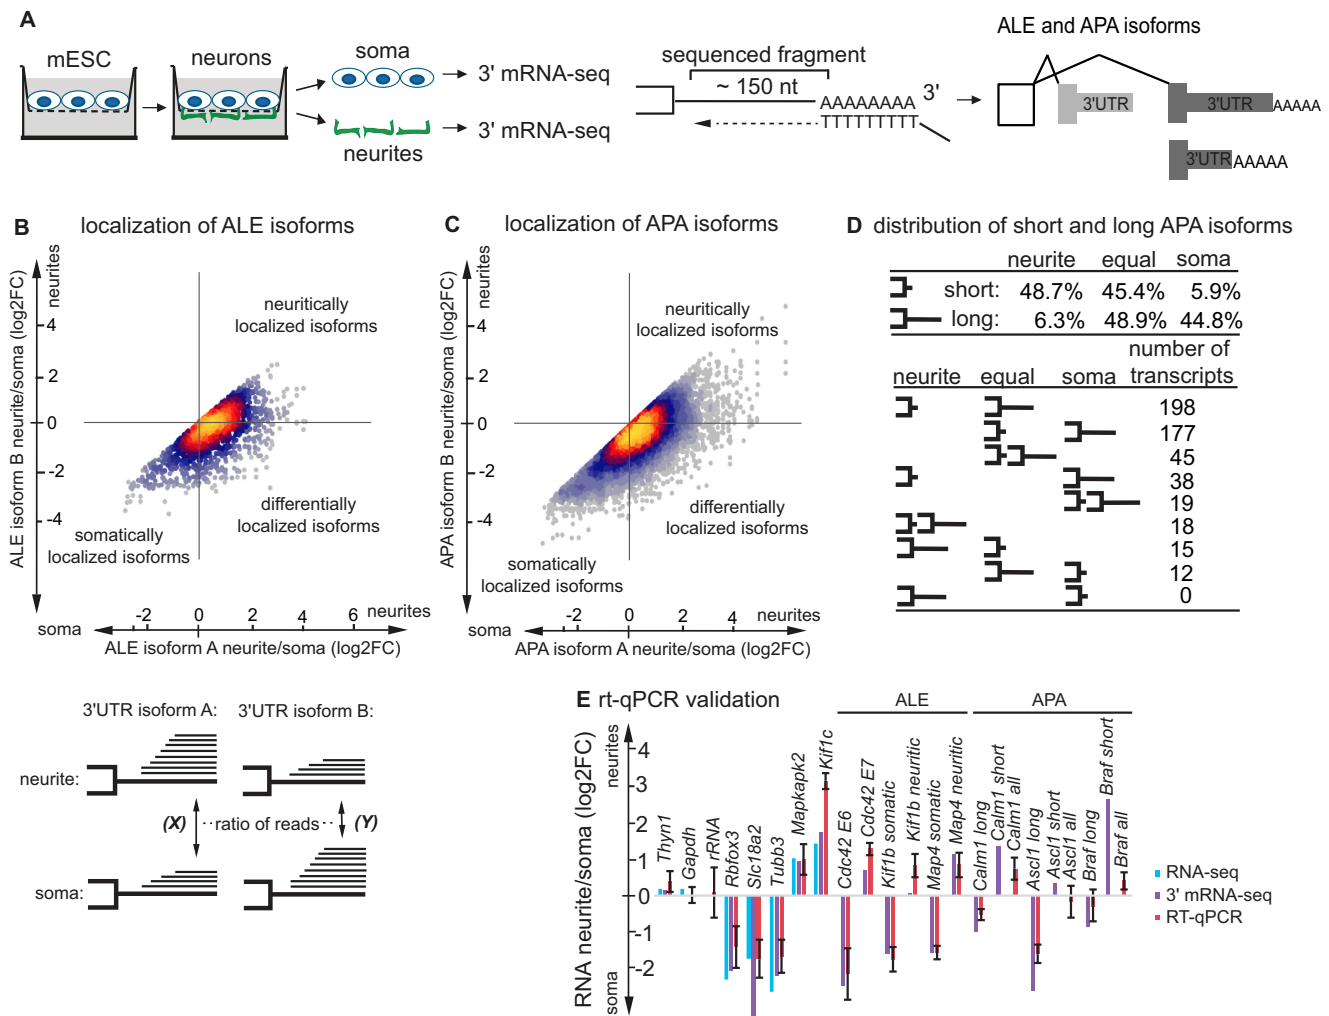 A
mESC
neurons
soma
3' mRNA-seq
neurites
3' mRNA-seq
sequenced fragment
~ 150 nt
AAAAAAAA
3'
TTTTTTTTT
ALE and APA isoforms
3'UTR
3'UTR
AAAAA
3'UTR
AAAAA
B
localization of ALE isoforms
ALE isoform B neurite/soma (log2FC)
neurites
4
2
0
-2
-4
neuritically
localized isoforms
differentially
localized isoforms
somatically
localized isoforms
-2
0
2
4
6
neurites
soma
ALE isoform A neurite/soma (log2FC)
C
localization of APA isoforms
APA isoform B neurite/soma (log2FC)
neurites
4
2
0
-2
-4
neuritically
localized isoforms
differentially
localized isoforms
somatically
localized isoforms
-2
0
2
4
neurites
soma
APA isoform A neurite/soma (log2FC)
D
distribution of short and long APA isoforms
neurite equal soma
short: 48.7% 45.4% 5.9%
long: 6.3% 48.9% 44.8%
number of
neurite equal soma transcripts
198
177
45
38
19
18
15
12
0
3'UTR isoform A:
3'UTR isoform B:
neurite:
(X)
ratio of reads
(Y)
soma:
E
rt-qPCR validation
ALE
APA
RNA neurite/soma (log2FC)
neurites
soma
4
3
2
1
0
-1
-2
Thyn1
Gapdh
rRNA
Rbfox3
Slc18a2
Tubb3
Mapkapk2
Kif1c
Cdc42 E6
Cdc42 E7
Kif1b somatic
Kif1b neuritic
Map4 somatic
Map4 neuritic
Calm1 long
Calm1 short
Calm1 all
Ascl1 long
Ascl1 short
Ascl1 all
Braf long
Braf short
Braf all
RNA-seq
3' mRNA-seq
RT-qPCR